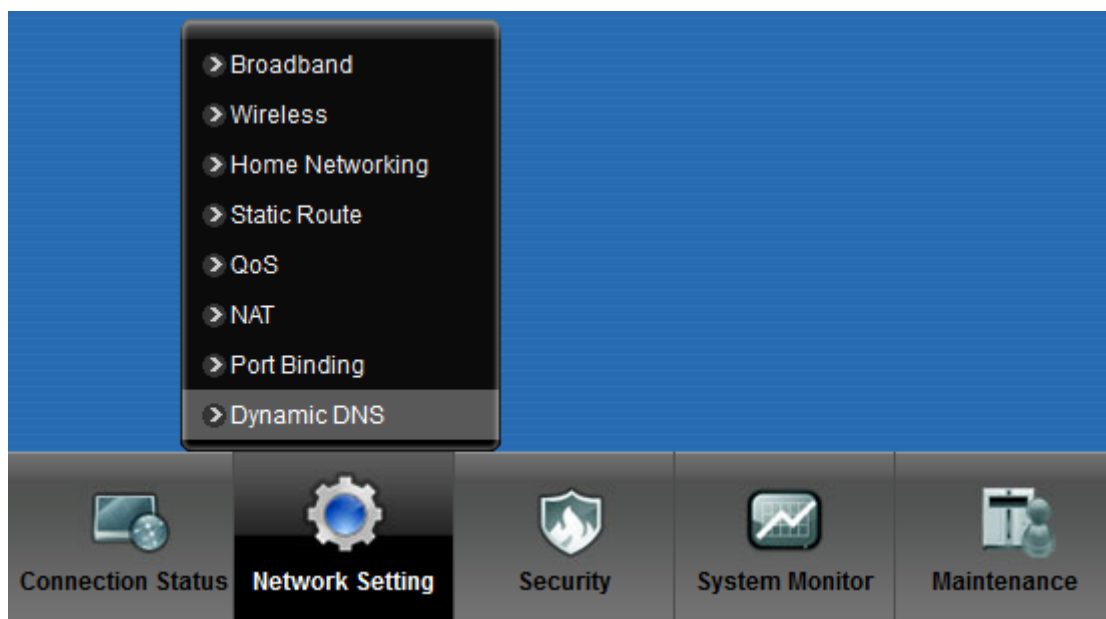 Broadband
Wireless
Home Networking
Static Route
QoS
NAT
Port Binding
Dynamic DNS
Connection Status
Network Setting
Security
System Monitor
Maintenance